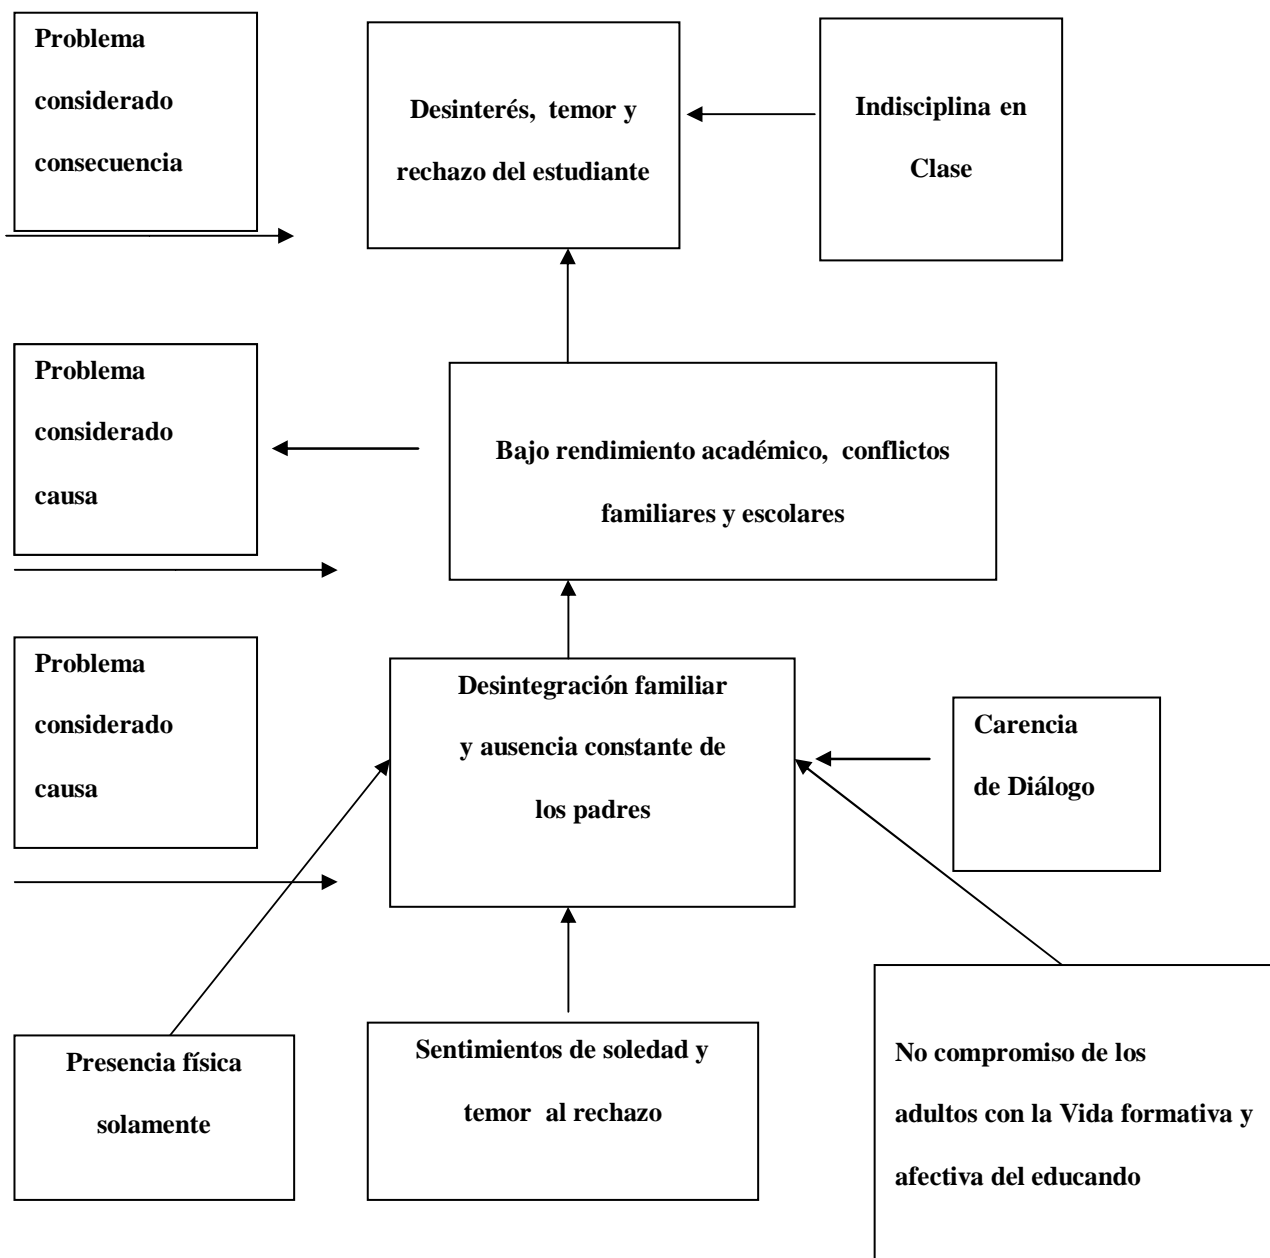 Problema
considerado
consecuencia
Desinterés, temor y
rechazo del estudiante
Indisciplina en
Clase
Problema
considerado
causa
Bajo rendimiento académico, conflictos
familiares y escolares
Problema
considerado
causa
Desintegración familiar
y ausencia constante de
los padres
Carencia
de Diálogo
Presencia física
solamente
Sentimientos de soledad y
temor al rechazo
No compromiso de los
adultos con la Vida formativa y
afectiva del educando